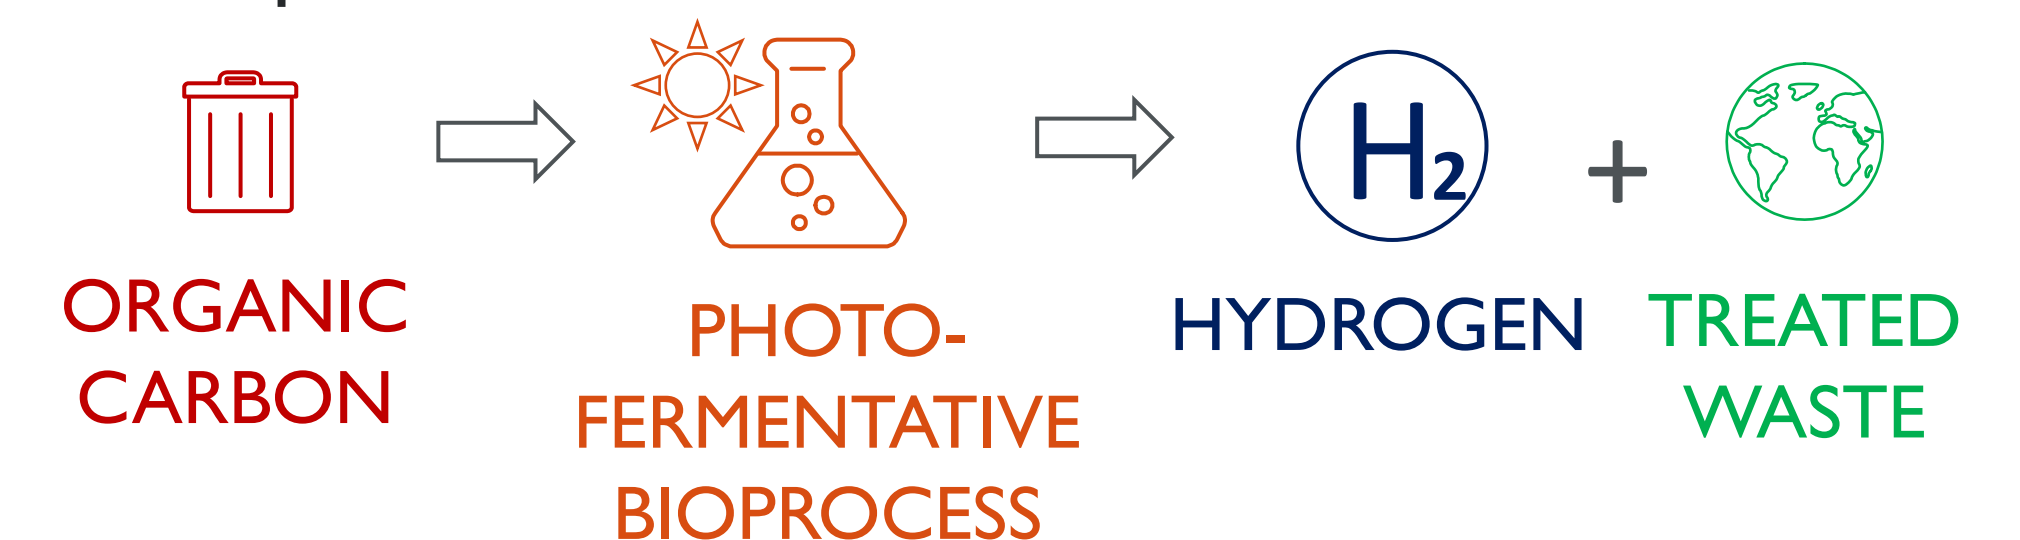 H2
+
ORGANIC
CARBON
PHOTO-
FERMENTATIVE
BIOPROCESS
HYDROGEN
TREATED
WASTE